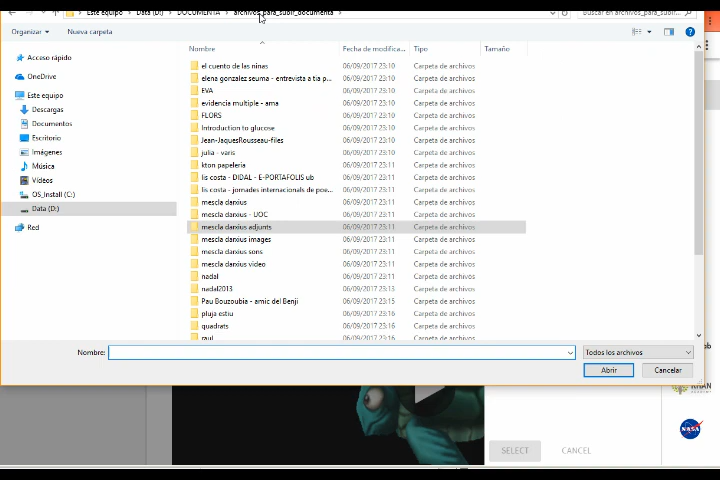 Este equipo > Data (D:) > DOCUMENTA > archivos_para_subir_documenta >
Buscar en archivos_para_subir...
Organizar Nueva carpeta
Nombre Fecha de modifica... Tipo Tamaño
Acceso rápido
OneDrive
Este equipo
Descargas
Documentos
Escritorio
Imágenes
Música
Vídeos
OS_Install (C:)
Data (D:)
Red
el cuento de las ninas 06/09/2017 23:10 Carpeta de archivos
elena gonzalez seuma - entrevista a tia p... 06/09/2017 23:10 Carpeta de archivos
EVA 06/09/2017 23:10 Carpeta de archivos
evidencia multiple - ama 06/09/2017 23:10 Carpeta de archivos
FLORS 06/09/2017 23:10 Carpeta de archivos
Introduction to glucose 06/09/2017 23:10 Carpeta de archivos
Jean-JaquesRousseau-files 06/09/2017 23:10 Carpeta de archivos
julia - varis 06/09/2017 23:10 Carpeta de archivos
kton papeleria 06/09/2017 23:11 Carpeta de archivos
lis costa - DIDAL - E-PORTAFOLIS ub 06/09/2017 23:11 Carpeta de archivos
lis costa - jornades internacionals de poe... 06/09/2017 23:11 Carpeta de archivos
mescla darxius 06/09/2017 23:11 Carpeta de archivos
mescla darxius - UOC 06/09/2017 23:11 Carpeta de archivos
mescla darxius adjunts 06/09/2017 23:11 Carpeta de archivos
mescla darxius images 06/09/2017 23:11 Carpeta de archivos
mescla darxius sons 06/09/2017 23:11 Carpeta de archivos
mescla darxius video 06/09/2017 23:11 Carpeta de archivos
nadal 06/09/2017 23:11 Carpeta de archivos
nadal2013 06/09/2017 23:13 Carpeta de archivos
Pau Bouzoubia - amic del Benji 06/09/2017 23:15 Carpeta de archivos
pluja estiu 06/09/2017 23:16 Carpeta de archivos
quadrats 06/09/2017 23:16 Carpeta de archivos
raul 06/09/2017 23:16 Carpeta de archivos
Nombre: Todos los archivos
Abrir Cancelar
KHAN
NASA
SELECT CANCEL